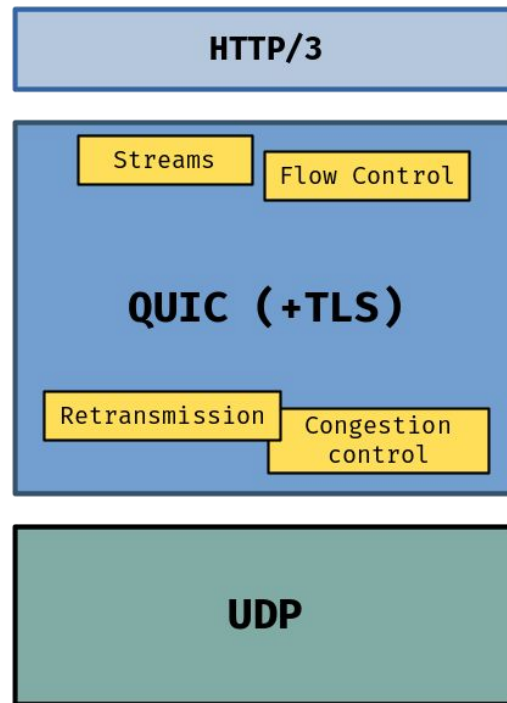 HTTP/3
Streams
Flow Control
QUIC (+TLS)
Retransmission
Congestion
control
UDP